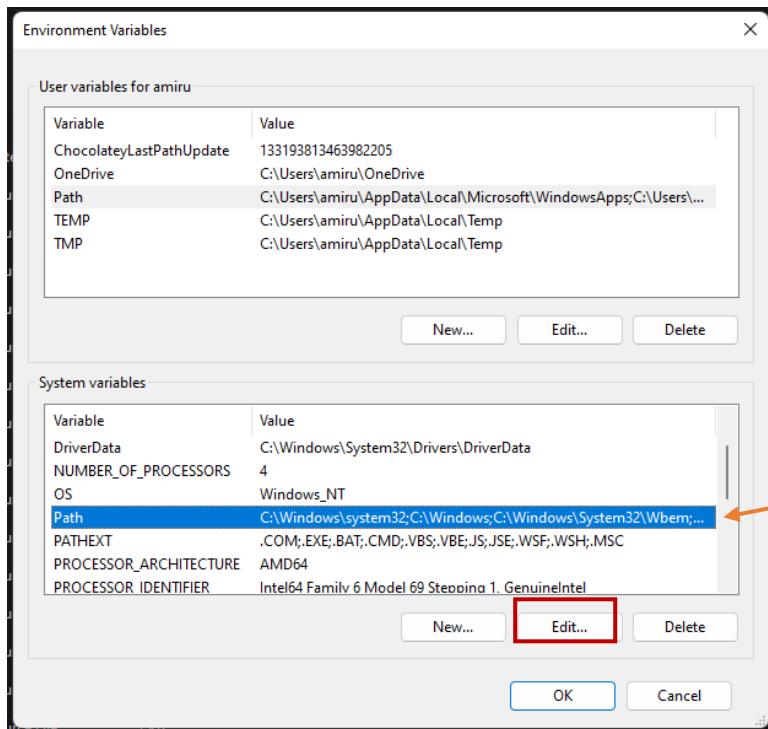 Environment Variables
User variables for amiru
Variable Value
ChocolateyLastPathUpdate 133193813463982205
OneDrive C:\Users\amiru\OneDrive
Path C:\Users\amiru\AppData\Local\Microsoft\WindowsApps;C:\Users\...
TEMP C:\Users\amiru\AppData\Local\Temp
TMP C:\Users\amiru\AppData\Local\Temp
New... Edit... Delete
System variables
Variable Value
DriverData C:\Windows\System32\Drivers\DriverData
NUMBER_OF_PROCESSORS 4
OS Windows_NT
Path C:\Windows\system32;C:\Windows;C:\Windows\System32\Wbem;...
PATHEXT .COM;.EXE;.BAT;.CMD;.VBS;.VBE;.JS;.JSE;.WSF;.WSH;.MSC
PROCESSOR_ARCHITECTURE AMD64
PROCESSOR_IDENTIFIER Intel64 Family 6 Model 69 Stepping 1, GenuineIntel
New... Edit... Delete
OK Cancel